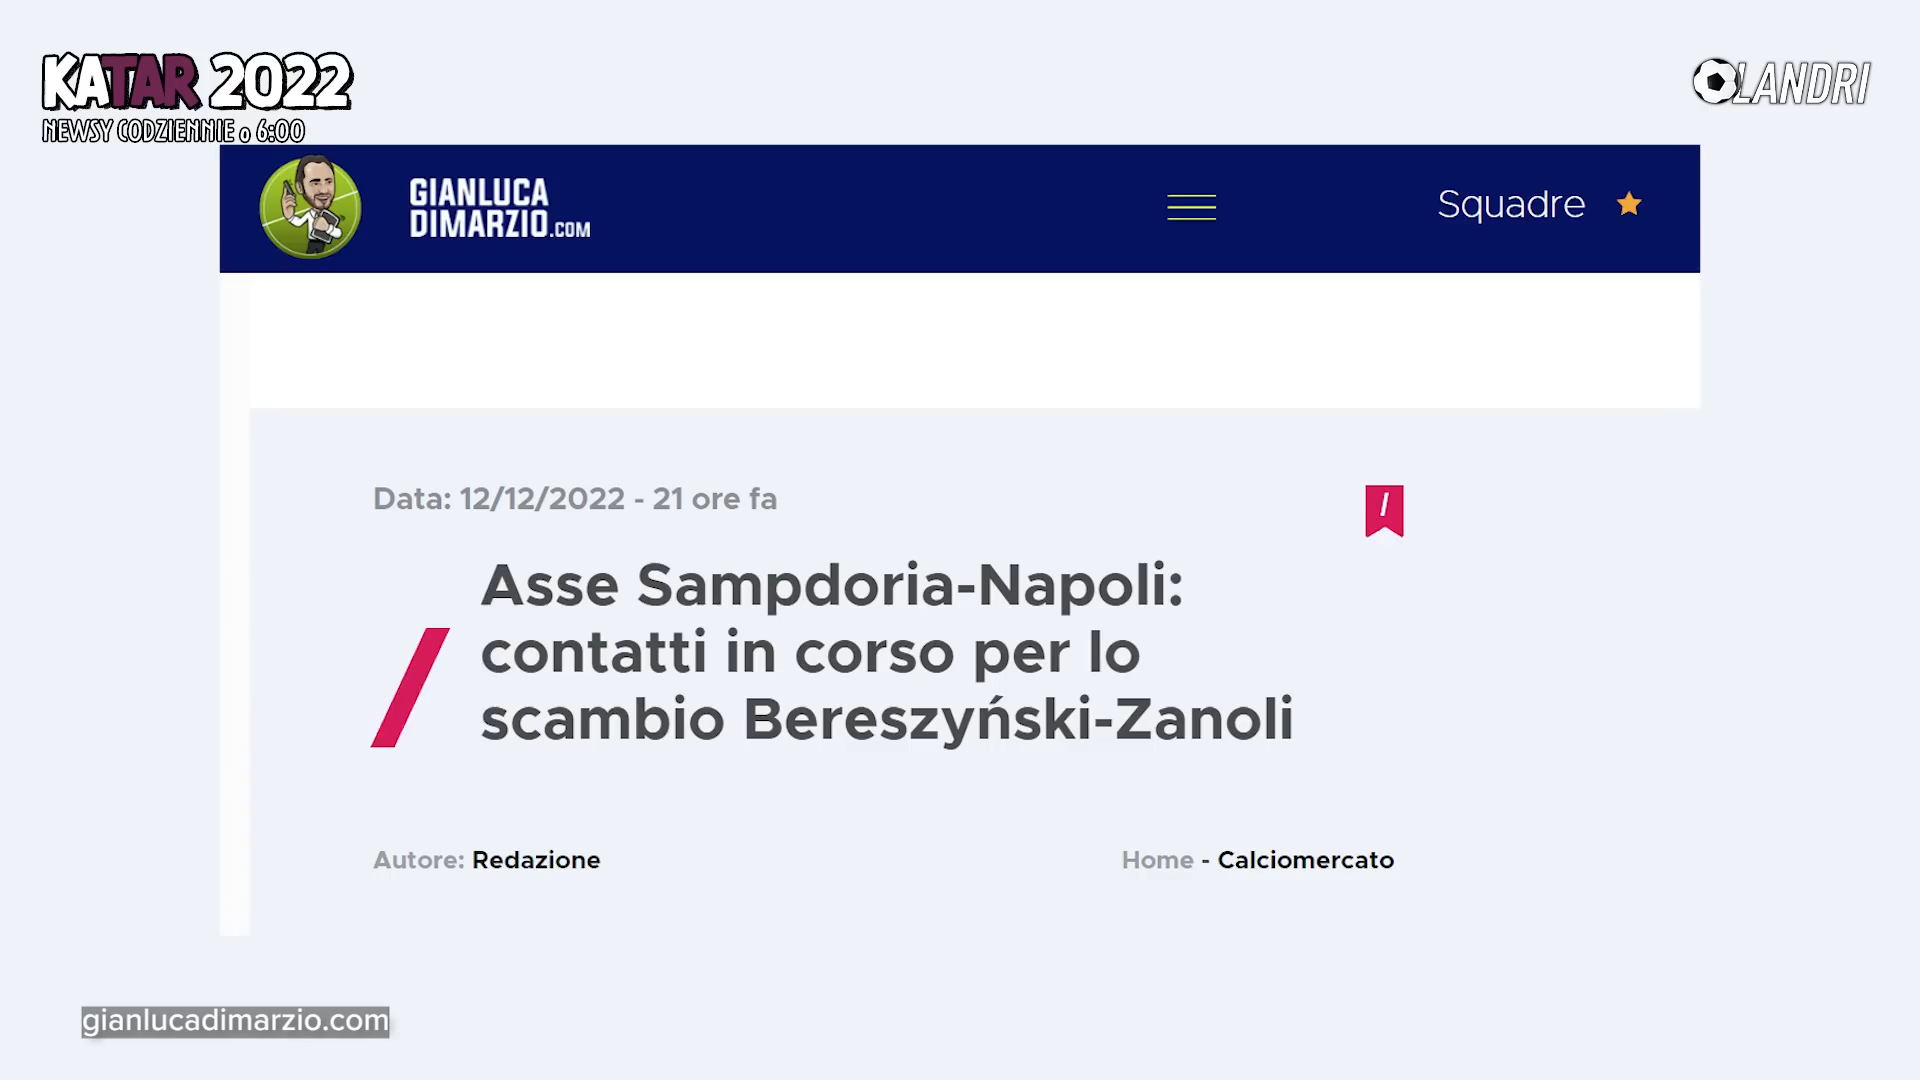 KATAR 2022
NEWSY CODZIENNIE o 6:00
LANDRI
GIANLUCA
DIMARZIO.COM
Squadre
Data: 12/12/2022 - 21 ore fa
Asse Sampdoria-Napoli:
contatti in corso per lo
scambio Bereszyński-Zanoli
Autore: Redazione
Home - Calciomercato
gianlucadimarzio.com